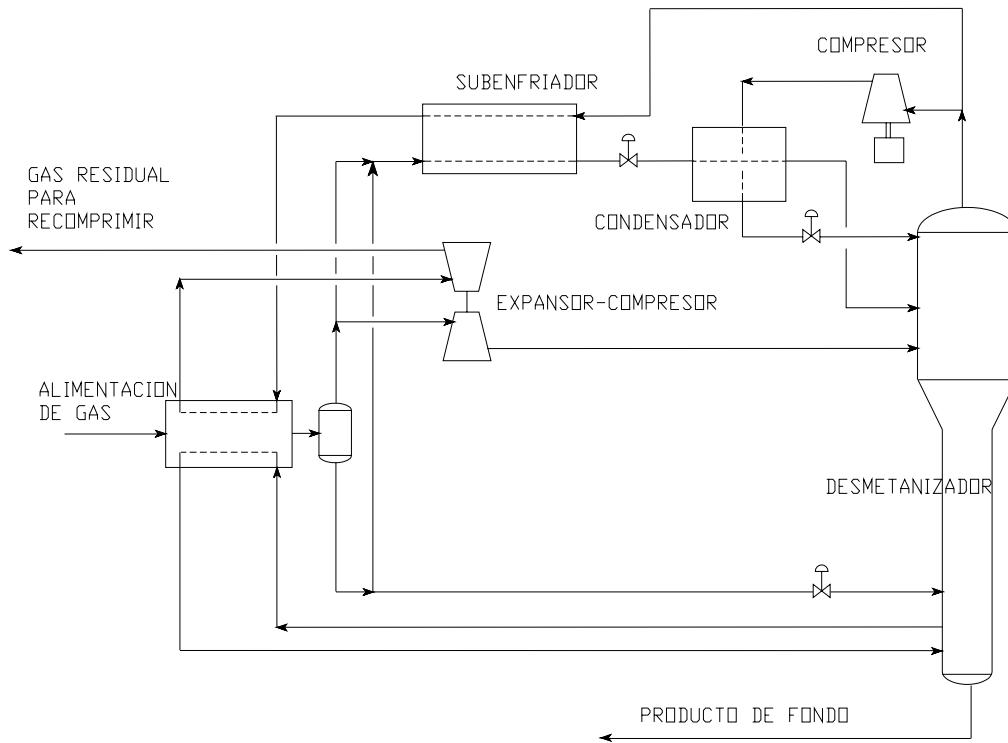 COMPRESOR
SUBENFRIADOR
GAS RESIDUAL
PARA
RECOMPRIMIR
CONDENSADOR
EXPANSOR-COMPRESOR
ALIMENTACION
DE GAS
DESMETANIZADOR
PRODUCTO DE FONDO